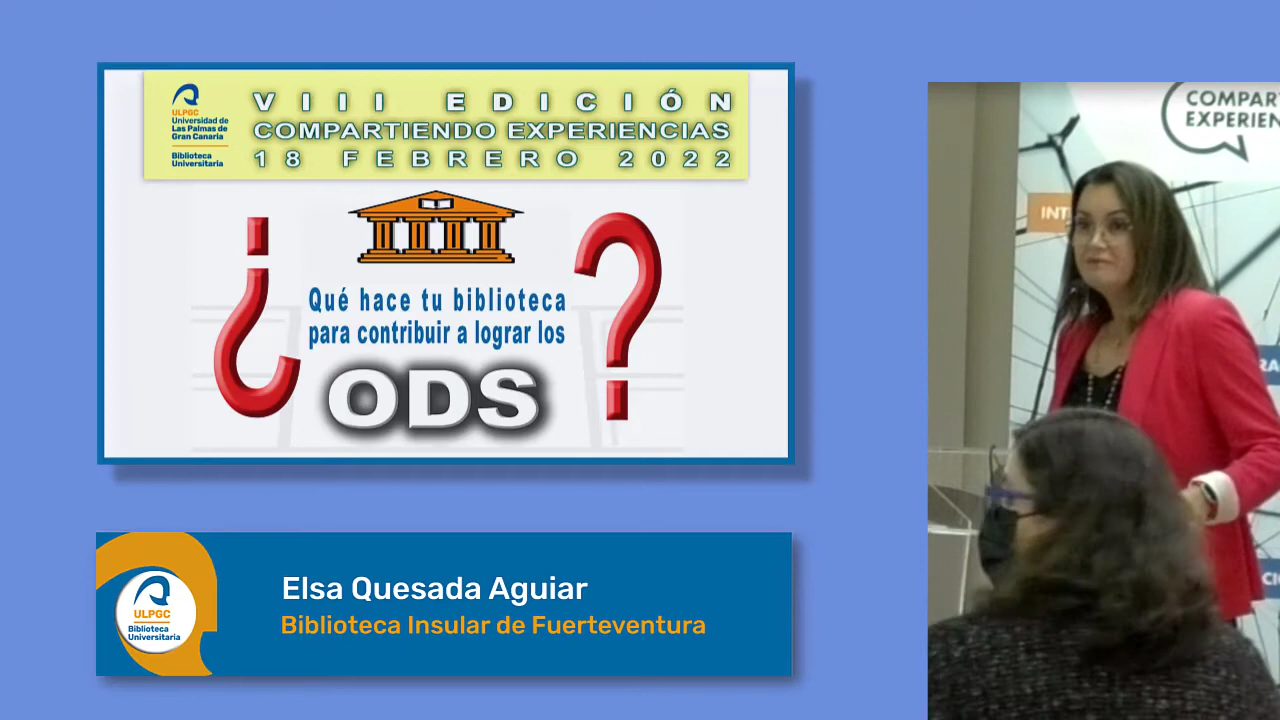 ULPGC
Universidad de
Las Palmas de
Gran Canaria
Biblioteca
Universitaria
VIII EDICIÓN
COMPARTIENDO EXPERIENCIAS
18 FEBRERO 2022
¿
Qué hace tu biblioteca
para contribuir a lograr los
ODS
?
ULPGC
Biblioteca
Universitaria
Elsa Quesada Aguiar
Biblioteca Insular de Fuerteventura
COMPART
EXPERIEN
INT